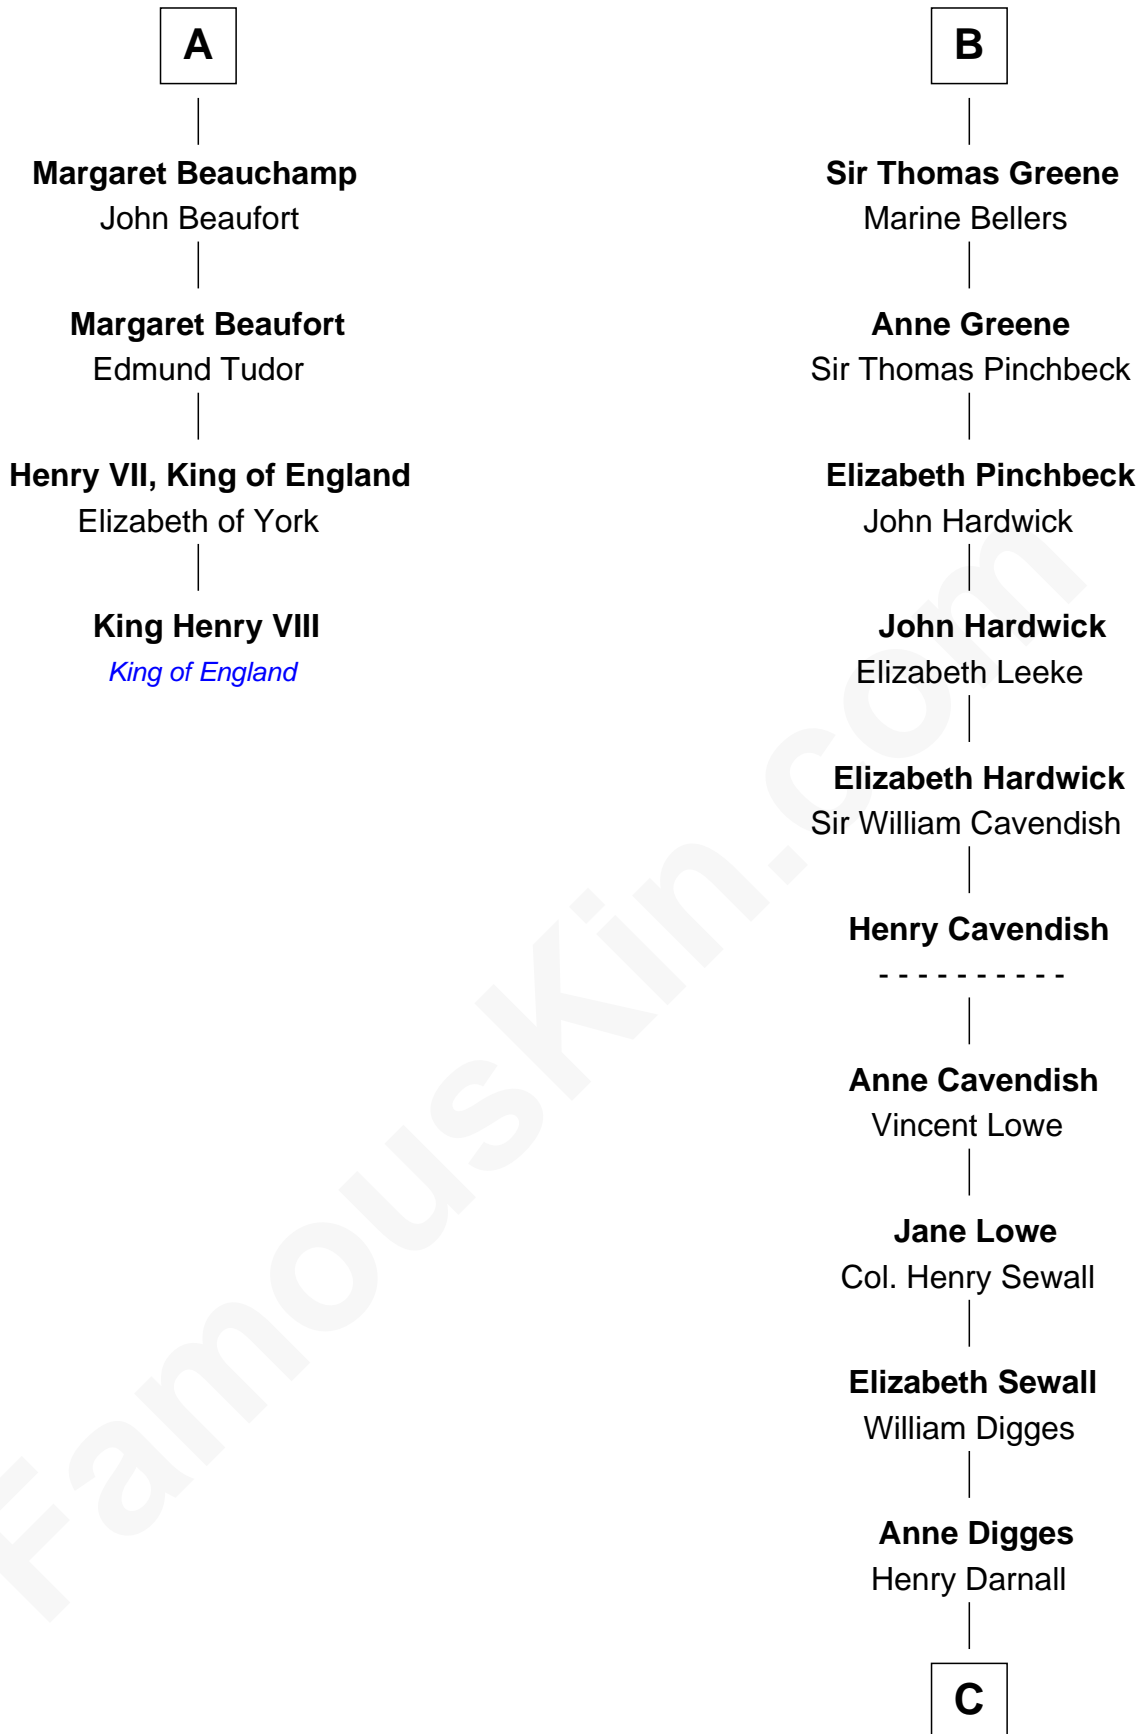 A
Margaret Beauchamp
John Beaufort
Margaret Beaufort
Edmund Tudor
Henry VII, King of England
Elizabeth of York
King Henry VIII
King of England
B
Sir Thomas Greene
Marine Bellers
Anne Greene
Sir Thomas Pinchbeck
Elizabeth Pinchbeck
John Hardwick
John Hardwick
Elizabeth Leeke
Elizabeth Hardwick
Sir William Cavendish
Henry Cavendish
- - - - - - - - - -
Anne Cavendish
Vincent Lowe
Jane Lowe
Col. Henry Sewall
Elizabeth Sewall
William Digges
Anne Digges
Henry Darnall
C
FamousKin.com